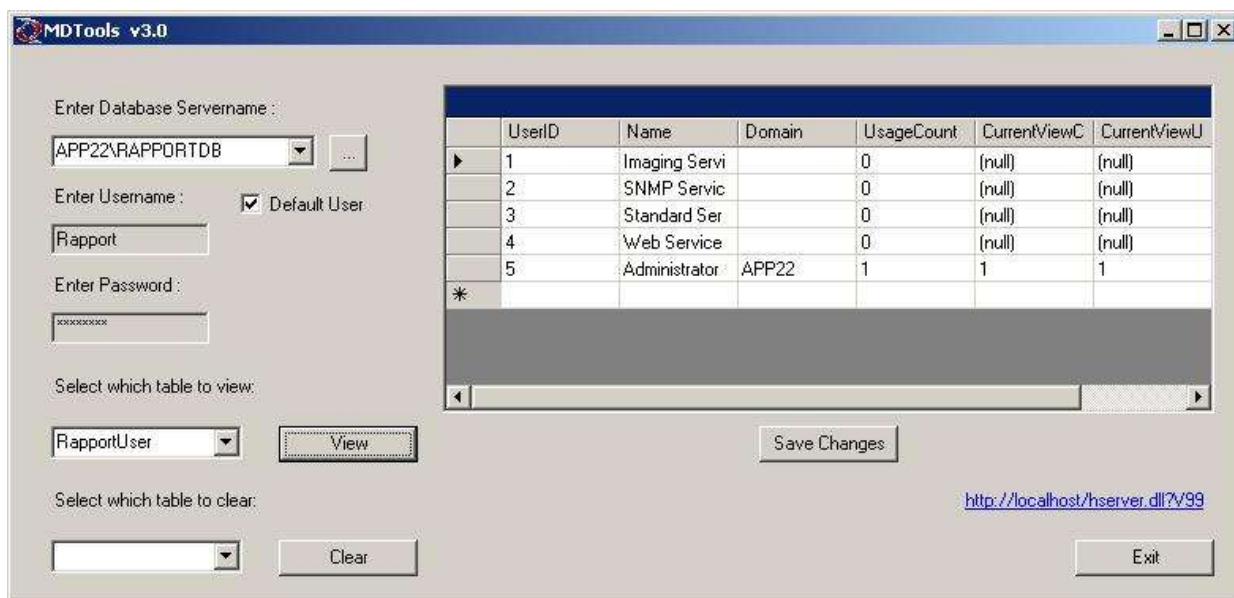 MDTools v3.0
Enter Database Servername :
APP22\RAPPORTDB
...
Enter Username :
Default User
Rapport
Enter Password :
********
Select which table to view:
RapportUser
View
Select which table to clear:
Clear
UserID Name Domain UsageCount CurrentViewC CurrentViewU
1 Imaging Servi 0 (null) (null)
2 SNMP Servic 0 (null) (null)
3 Standard Ser 0 (null) (null)
4 Web Service 0 (null) (null)
5 Administrator APP22 1 1 1
*
Save Changes
http://localhost/hserver.dll?V99
Exit